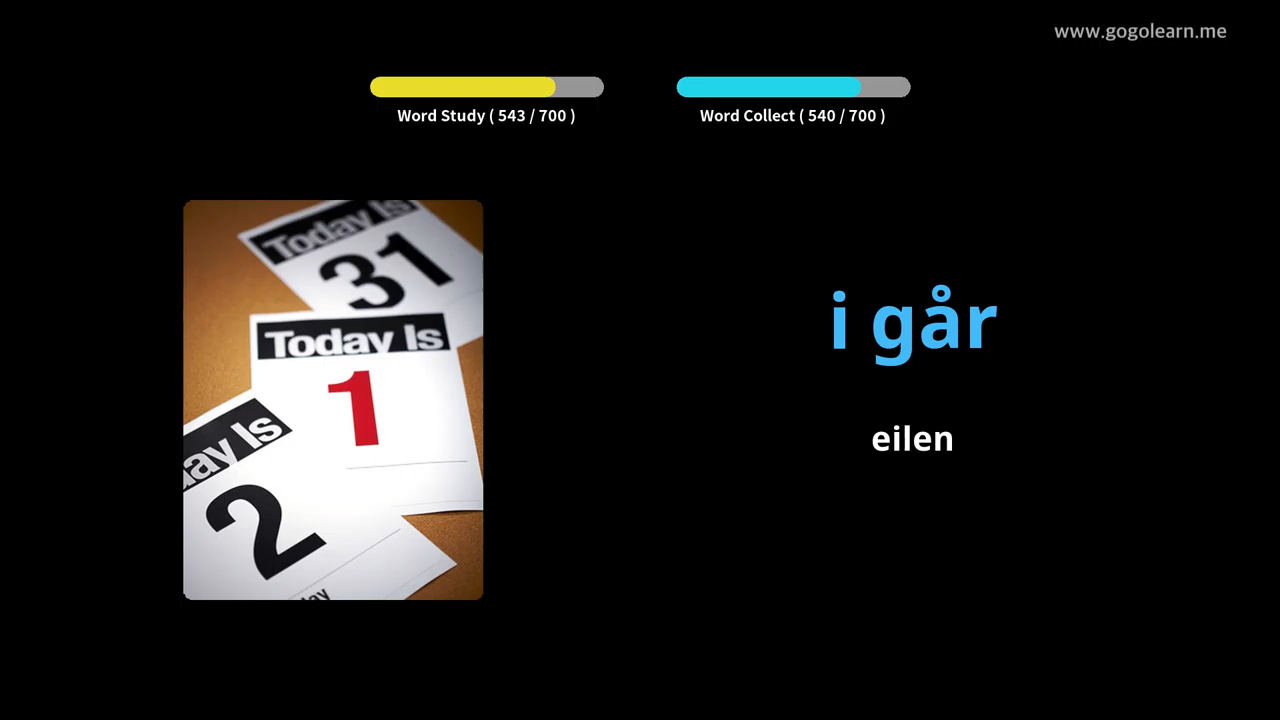 www.gogolearn.me
Word Study ( 543 / 700 )
Word Collect ( 540 / 700 )
Today Is
31
Today Is
1
ay Is
2
i går
eilen